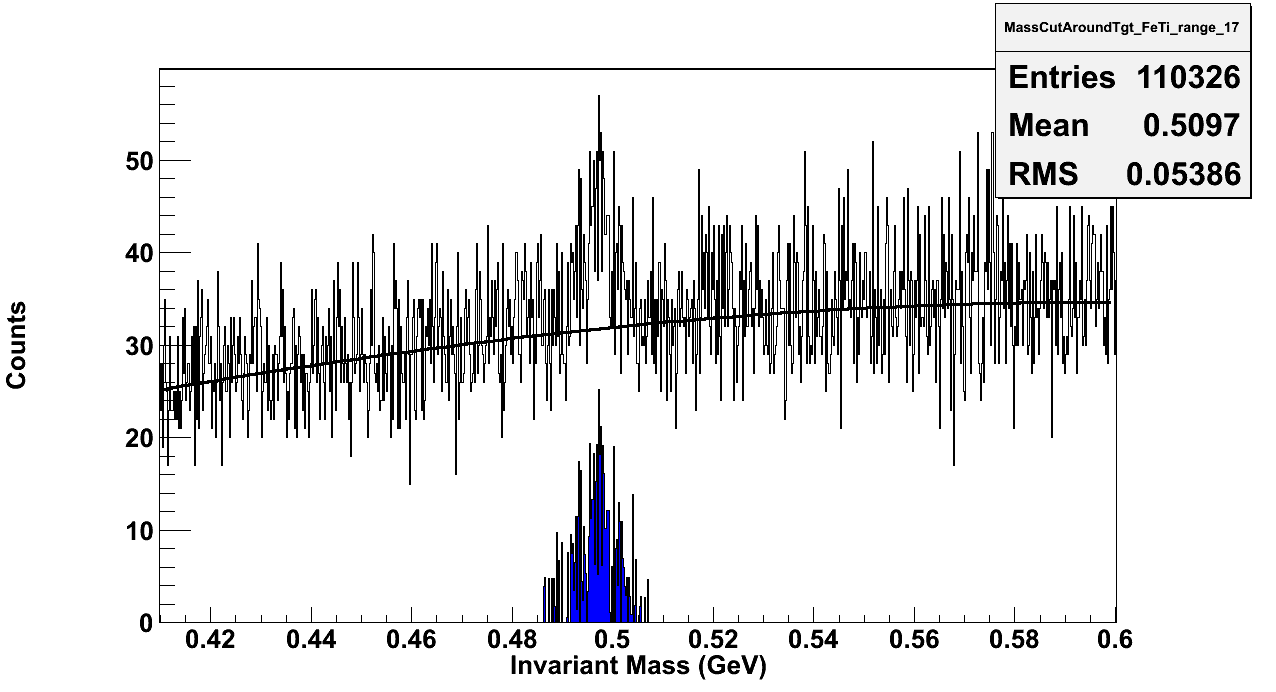 MassCutAroundTgt_FeTi_range_17
Entries 110326
Mean 0.5097
RMS 0.05386
Counts
50
40
30
20
10
0
0.42 0.44 0.46 0.48 0.5 0.52 0.54 0.56 0.58 0.6
Invariant Mass (GeV)